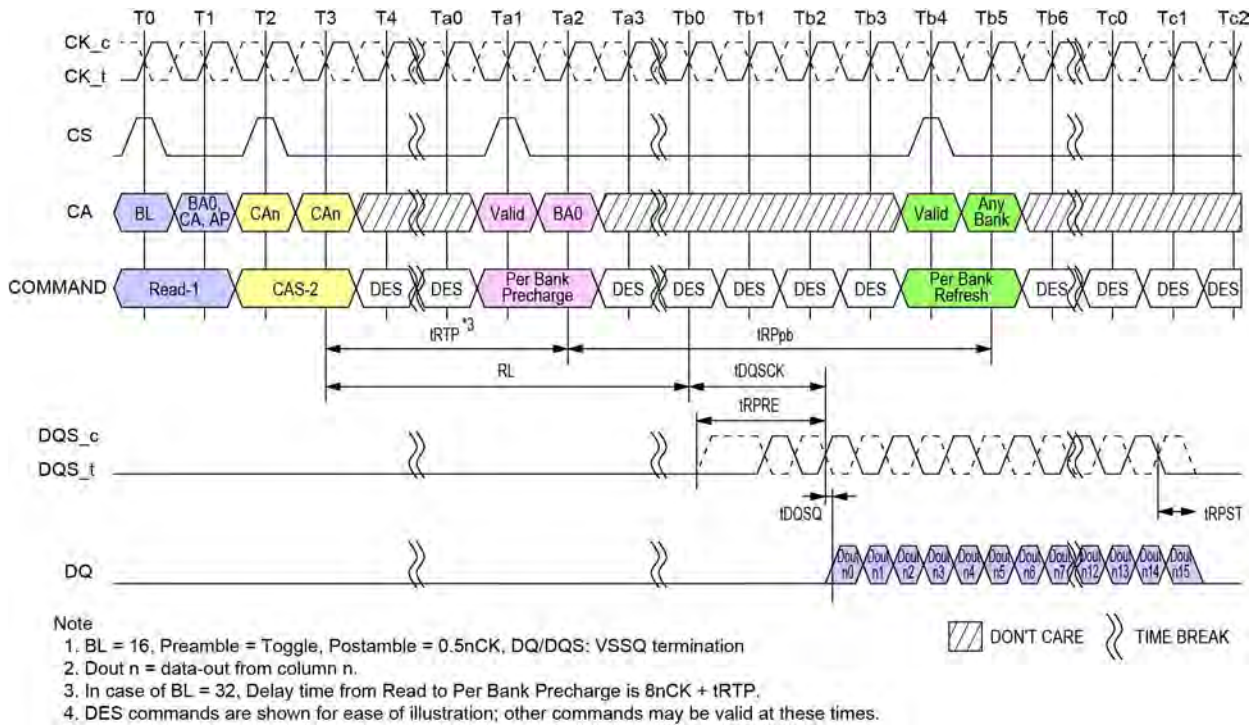 T0 T1 T2 T3 T4 Ta0 Ta1 Ta2 Ta3 Tb0 Tb1 Tb2 Tb3 Tb4 Tb5 Tb6 Tc0 Tc1 Tc2
CK_c
CK_t
CS
CA BL BA0, CA, AP CAn CAn Valid BA0 Valid Any Bank
COMMAND Read-1 CAS-2 DES DES Per Bank Precharge DES DES DES DES DES Per Bank Refresh DES DES DES DES
tRTP *3 tRPpb
RL tDQSCK
tRPRE
DQS_c
DQS_t
tDQSQ tRPST
DQ Dout n0 Dout n1 Dout n2 Dout n3 Dout n4 Dout n5 Dout n6 Dout n7 Dout n12 Dout n13 Dout n14 Dout n15
Note
1. BL = 16, Preamble = Toggle, Postamble = 0.5nCK, DQ/DQS: VSSQ termination
2. Dout n = data-out from column n.
3. In case of BL = 32, Delay time from Read to Per Bank Precharge is 8nCK + tRTP.
4. DES commands are shown for ease of illustration; other commands may be valid at these times.
DON'T CARE TIME BREAK